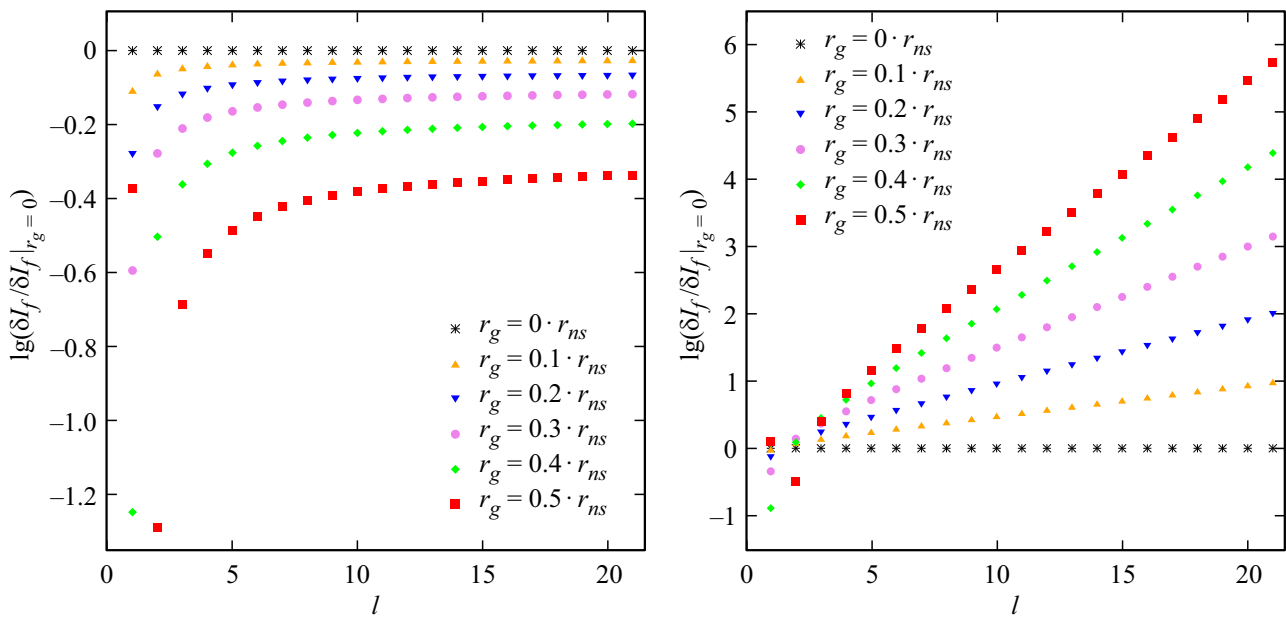 lg(δI_f/δI_f|_{r_g = 0})
0
−0.2
−0.4
−0.6
−0.8
−1.0
−1.2
r_g = 0 · r_ns
r_g = 0.1 · r_ns
r_g = 0.2 · r_ns
r_g = 0.3 · r_ns
r_g = 0.4 · r_ns
r_g = 0.5 · r_ns
0 5 10 15 20
l
lg(δI_f/δI_f|_{r_g = 0})
6
5
4
3
2
1
0
−1
r_g = 0 · r_ns
r_g = 0.1 · r_ns
r_g = 0.2 · r_ns
r_g = 0.3 · r_ns
r_g = 0.4 · r_ns
r_g = 0.5 · r_ns
0 5 10 15 20
l